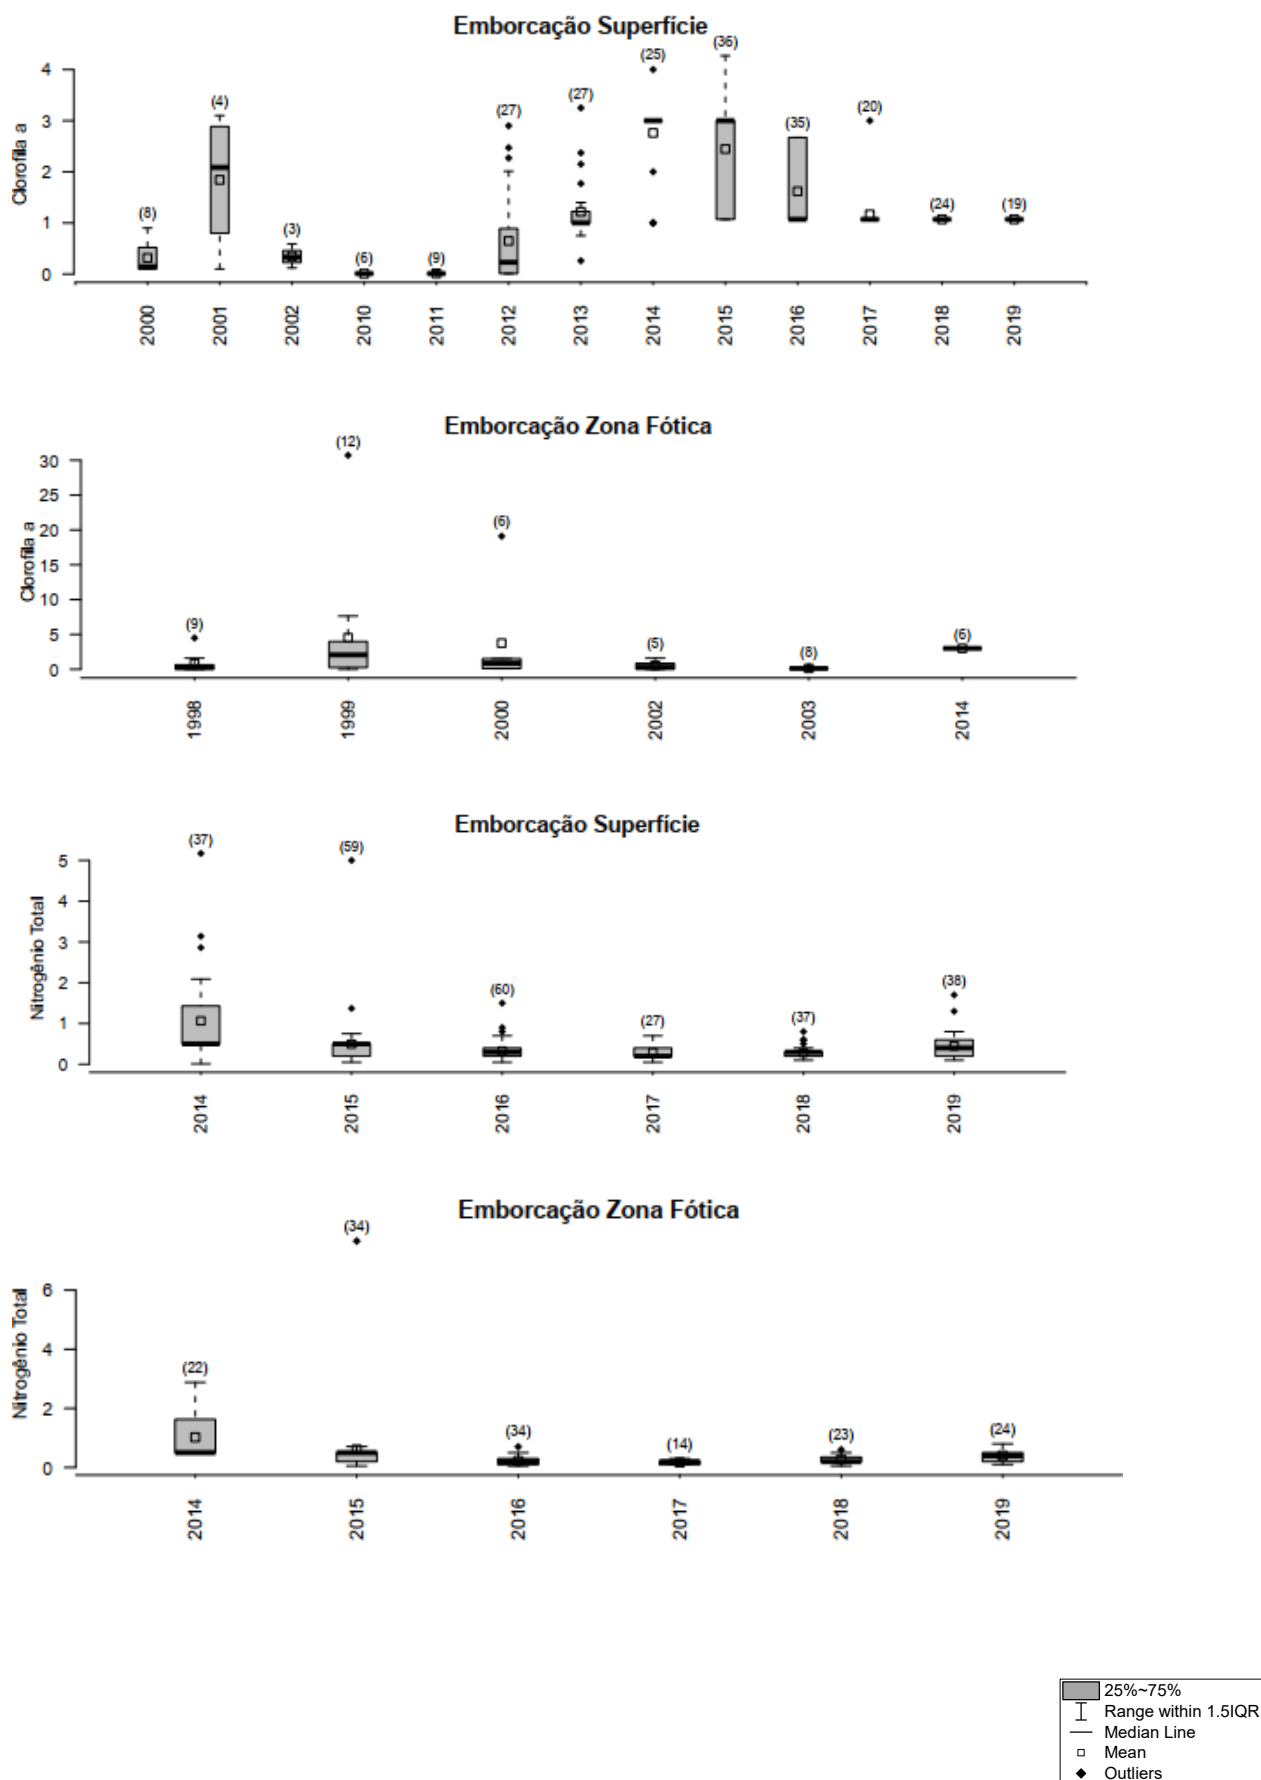 Emborcação Superfície
Clorofila a
4
3
2
1
0
(8) (4) (3) (6) (9) (27) (27) (25) (36) (35) (20) (24) (19)
2000 2001 2002 2010 2011 2012 2013 2014 2015 2016 2017 2018 2019
Emborcação Zona Fótica
Clorofila a
30
25
20
15
10
5
0
(9) (12) (6) (5) (8) (6)
1998 1999 2000 2002 2003 2014
Emborcação Superfície
Nitrogênio Total
5
4
3
2
1
0
(37) (59) (60) (27) (37) (38)
2014 2015 2016 2017 2018 2019
Emborcação Zona Fótica
Nitrogênio Total
6
4
2
0
(22) (34) (34) (14) (23) (24)
2014 2015 2016 2017 2018 2019
25%~75%
Range within 1.5IQR
Median Line
Mean
Outliers